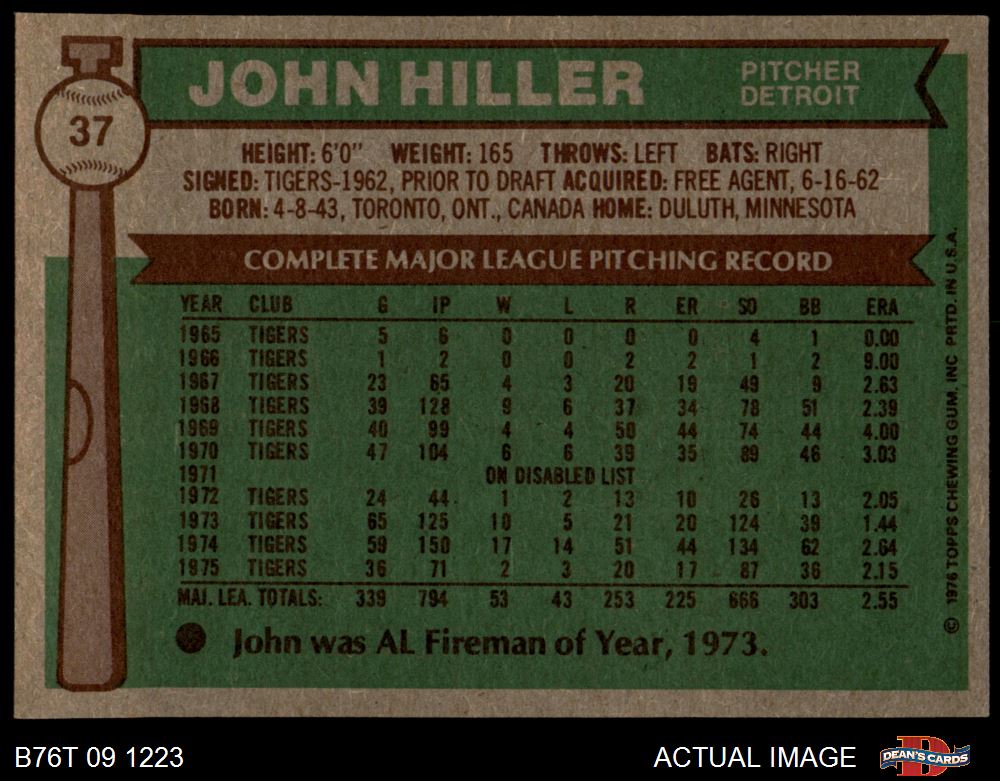 37
JOHN HILLER
PITCHER
DETROIT
HEIGHT: 6'0" WEIGHT: 165 THROWS: LEFT BATS: RIGHT
SIGNED: TIGERS-1962, PRIOR TO DRAFT ACQUIRED: FREE AGENT, 6-16-62
BORN: 4-8-43, TORONTO, ONT., CANADA HOME: DULUTH, MINNESOTA
COMPLETE MAJOR LEAGUE PITCHING RECORD
YEAR CLUB G IP W L R ER SO BB ERA
1965 TIGERS 5 6 0 0 0 0 4 1 0.00
1966 TIGERS 1 2 0 0 2 2 1 2 9.00
1967 TIGERS 23 65 4 3 20 19 49 9 2.63
1968 TIGERS 39 128 9 6 37 34 78 51 2.39
1969 TIGERS 40 99 4 4 50 44 74 44 4.00
1970 TIGERS 47 104 6 6 39 35 89 46 3.03
1971 ON DISABLED LIST
1972 TIGERS 24 44 1 2 13 10 26 13 2.05
1973 TIGERS 65 125 10 5 21 20 124 39 1.44
1974 TIGERS 59 150 17 14 51 44 134 62 2.64
1975 TIGERS 36 71 2 3 20 17 87 36 2.15
MAJ. LEA. TOTALS: 339 794 53 43 253 225 666 303 2.55
John was AL Fireman of Year, 1973.
© 1976 TOPPS CHEWING GUM, INC PRTD. IN U.S.A.
B76T 09 1223
ACTUAL IMAGE
DEAN'S CARDS